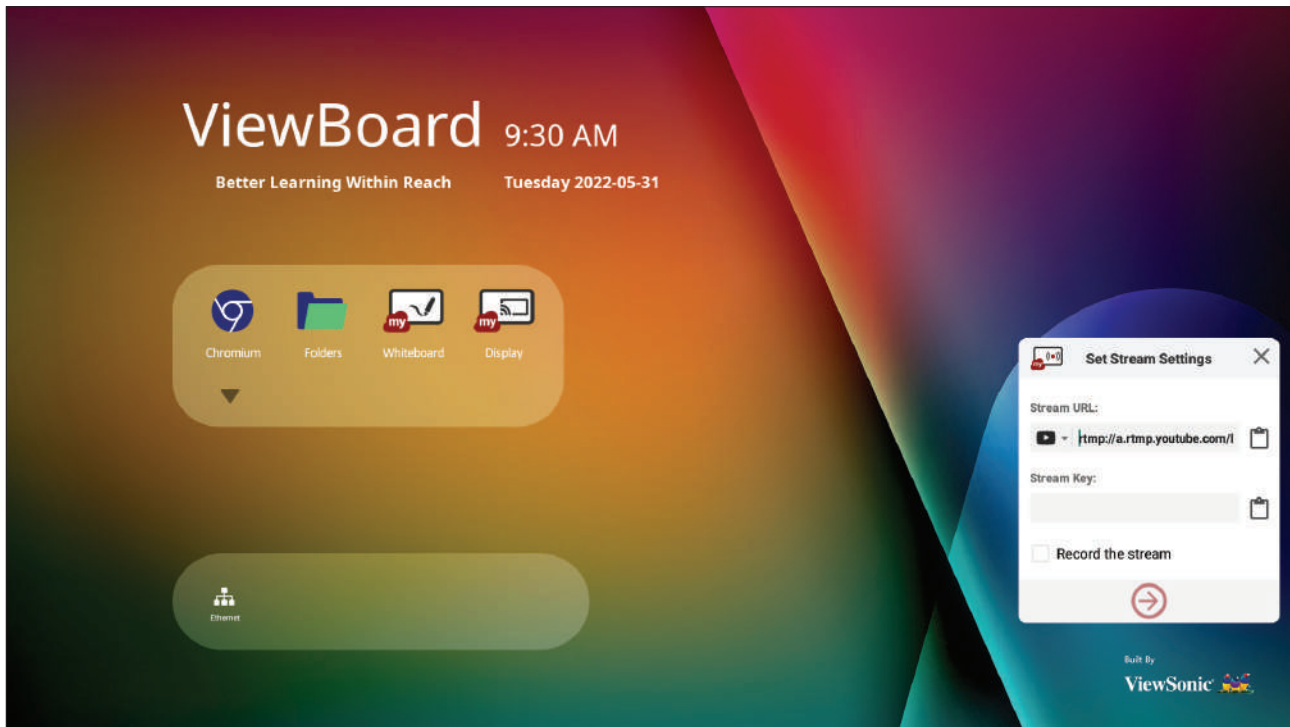 ViewBoard 9:30 AM
Better Learning Within Reach Tuesday 2022-05-31
Chromium Folders Whiteboard Display
my my
Ethernet
my Set Stream Settings
Stream URL:
rtmp://a.rtmp.youtube.com/l
Stream Key:
Record the stream
Built By
ViewSonic